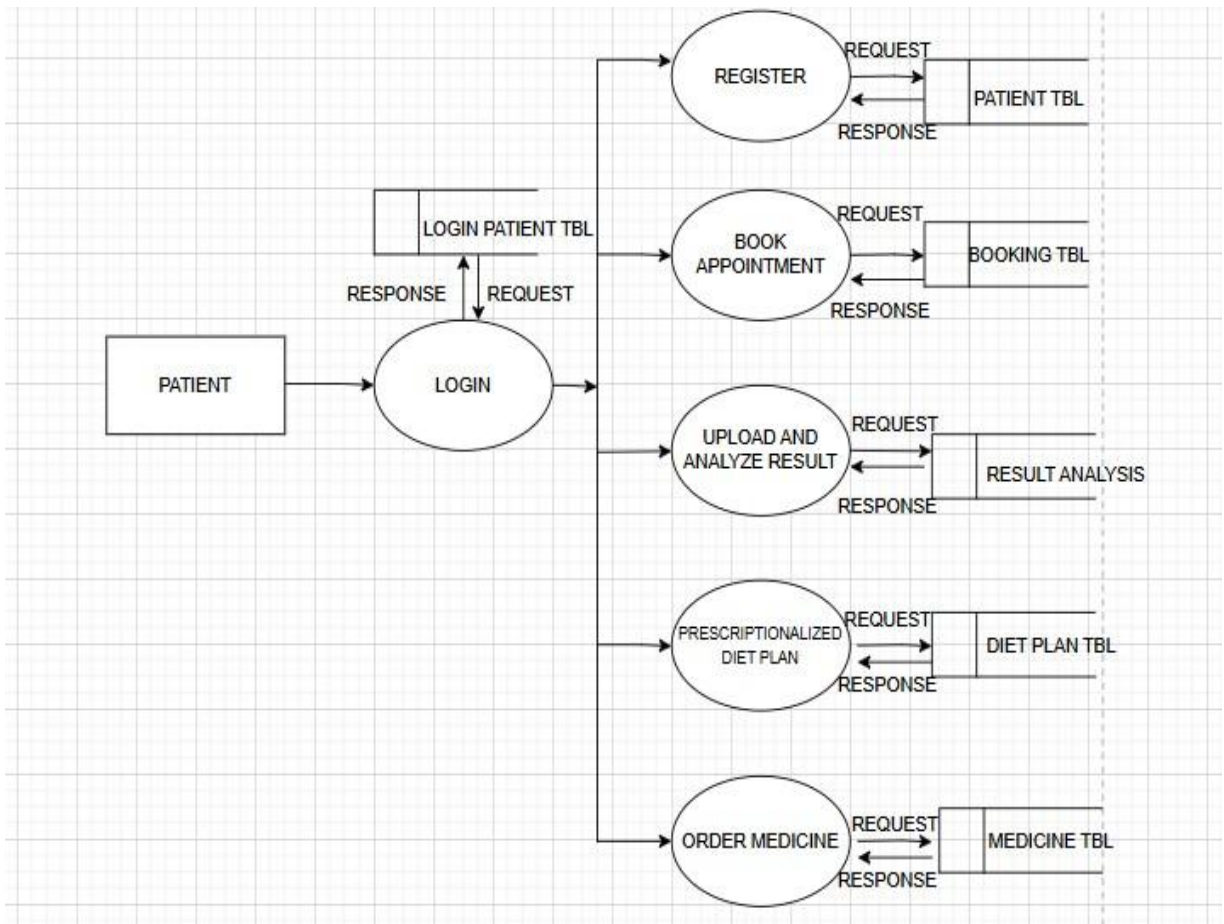 REQUEST
REGISTER
PATIENT TBL
RESPONSE
LOGIN PATIENT TBL
RESPONSE
REQUEST
PATIENT
LOGIN
REQUEST
BOOK
APPOINTMENT
BOOKING TBL
RESPONSE
REQUEST
UPLOAD AND
ANALYZE RESULT
RESULT ANALYSIS
RESPONSE
REQUEST
PRESCRIPTIONALIZED
DIET PLAN
DIET PLAN TBL
RESPONSE
REQUEST
ORDER MEDICINE
MEDICINE TBL
RESPONSE